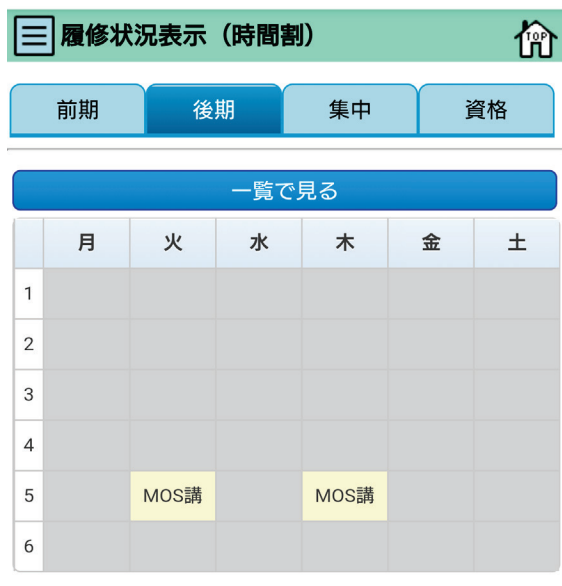 履修状況表示（時間割）
TOP
前期 後期 集中 資格
一覧で見る
月 火 水 木 金 土
1
2
3
4
5 MOS講 MOS講
6